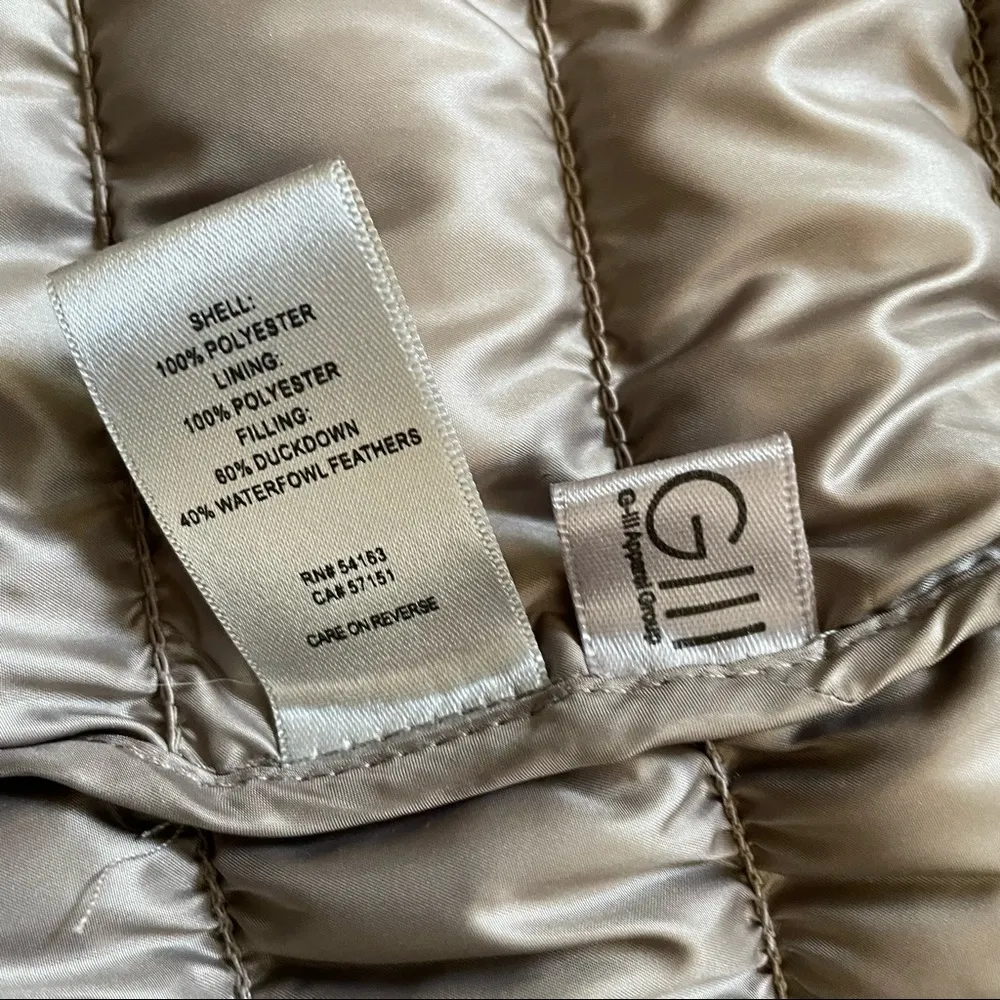 SHELL:
100% POLYESTER
LINING:
100% POLYESTER
FILLING:
60% DUCKDOWN
40% WATERFOWL FEATHERS
RN# 54163
CA# 57151
CARE ON REVERSE
GIII
G-III Apparel Group